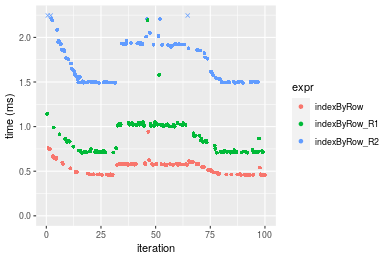 2.0
1.5
1.0
0.5
0.0
time (ms)
0
25
50
75
100
iteration
expr
indexByRow
indexByRow_R1
indexByRow_R2